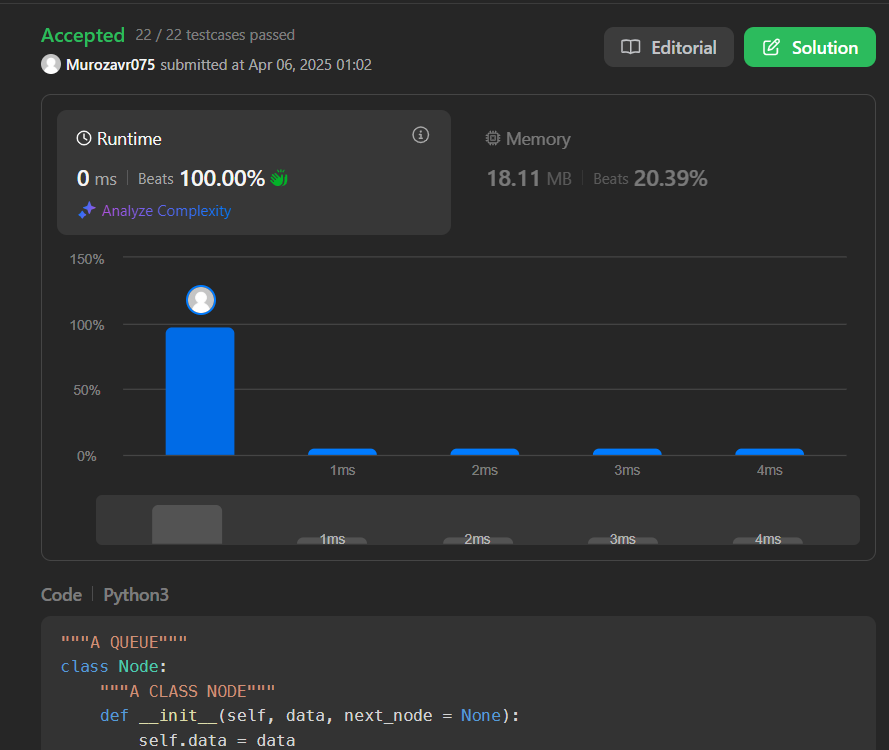 Accepted 22 / 22 testcases passed
Editorial
Solution
Murozavr075 submitted at Apr 06, 2025 01:02
Runtime
0 ms Beats 100.00%
Analyze Complexity
Memory
18.11 MB Beats 20.39%
150%
100%
50%
0%
1ms 2ms 3ms 4ms
1ms 2ms 3ms 4ms
Code Python3
"""A QUEUE"""
class Node:
    """A CLASS NODE"""
    def __init__(self, data, next_node = None):
        self.data = data